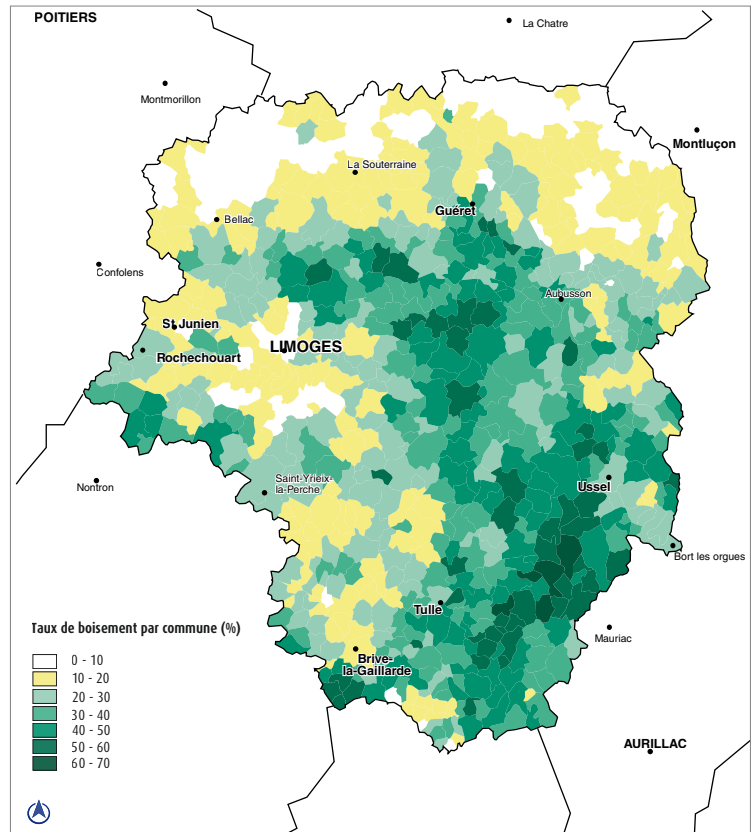 POITIERS
La Chatre
Montmorillon
Montluçon
La Souterraine
Guéret
Bellac
Confolens
Aubusson
St Junien
LIMOGES
Rochechouart
Nontron
Saint-Yrieix-
la-Perche
Ussel
Bort les orgues
Tulle
Mauriac
Taux de boisement par commune (%)
Brive-
la-Gaillarde
0 - 10
10 - 20
20 - 30
30 - 40
40 - 50
50 - 60
60 - 70
AURILLAC